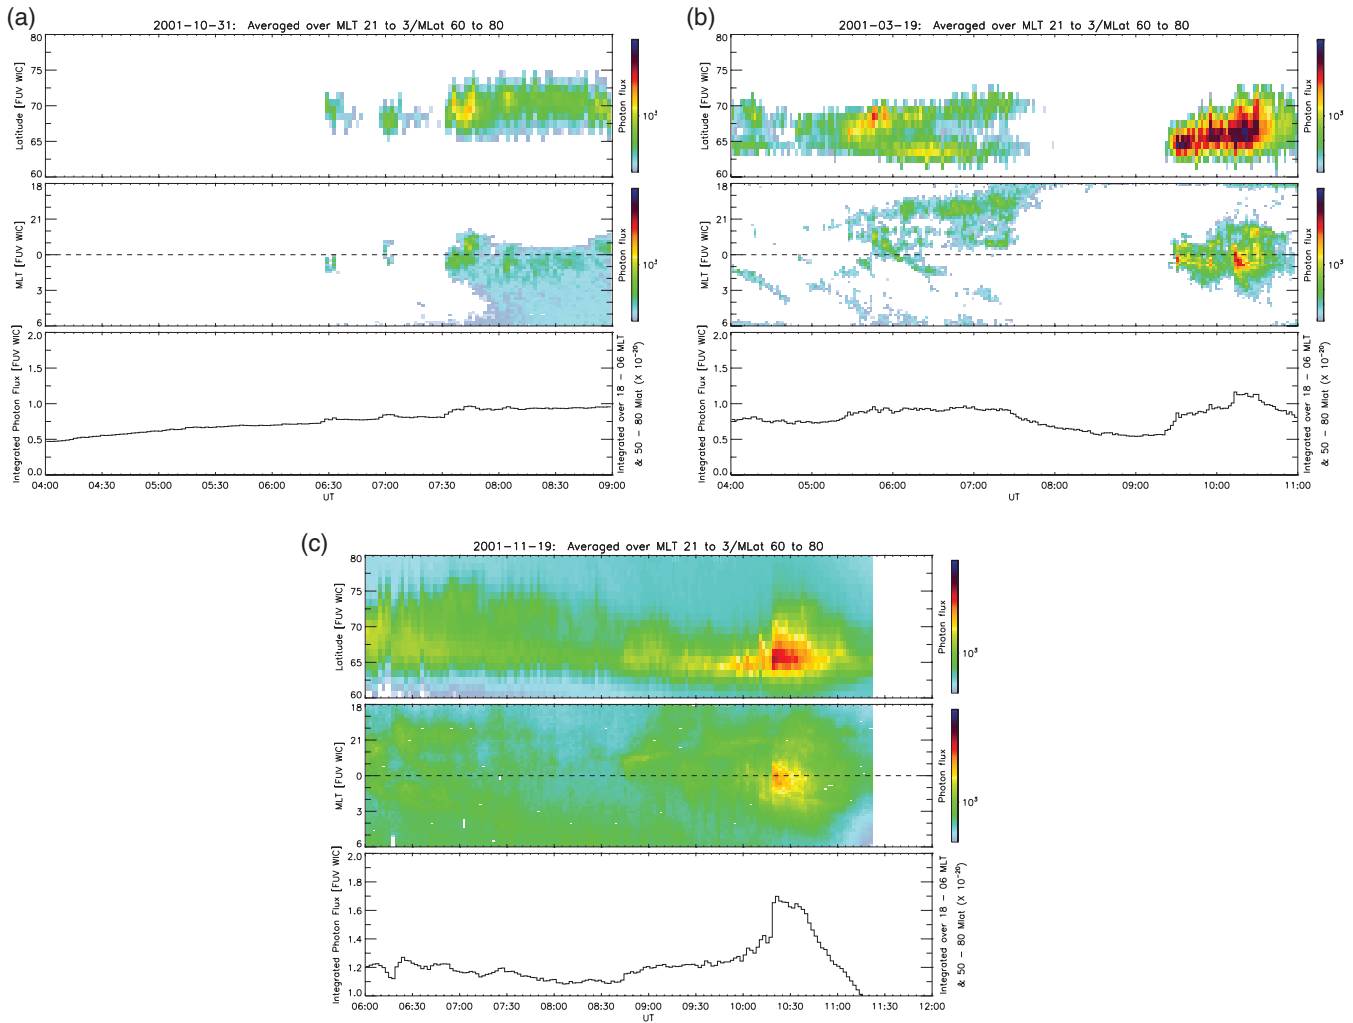 (a)
2001-10-31: Averaged over MLT 21 to 3/MLat 60 to 80
Latitude [FUV WIC]
80
75
70
65
60
Photon flux
10³
MLT [FUV WIC]
18
21
0
3
6
Photon flux
10³
Integrated Photon Flux [FUV WIC]
2.0
1.5
1.0
0.5
0.0
Integrated over 18 - 06 MLT
& 50 - 80 Mlat (X 10⁻²⁰)
04:00 04:30 05:00 05:30 06:00 06:30 07:00 07:30 08:00 08:30 09:00
UT
(b)
2001-03-19: Averaged over MLT 21 to 3/MLat 60 to 80
Latitude [FUV WIC]
80
75
70
65
60
Photon flux
10³
MLT [FUV WIC]
18
21
0
3
6
Photon flux
10³
Integrated Photon Flux [FUV WIC]
2.0
1.5
1.0
0.5
0.0
Integrated over 18 - 06 MLT
& 50 - 80 Mlat (X 10⁻²⁰)
04:00 05:00 06:00 07:00 08:00 09:00 10:00 11:00
UT
(c)
2001-11-19: Averaged over MLT 21 to 3/MLat 60 to 80
Latitude [FUV WIC]
80
75
70
65
60
Photon flux
10³
MLT [FUV WIC]
18
21
0
3
6
Photon flux
10³
Integrated Photon Flux [FUV WIC]
2.0
1.8
1.6
1.4
1.2
1.0
Integrated over 18 - 06 MLT
& 50 - 80 Mlat (X 10⁻²⁰)
06:00 06:30 07:00 07:30 08:00 08:30 09:00 09:30 10:00 10:30 11:00 11:30 12:00
UT